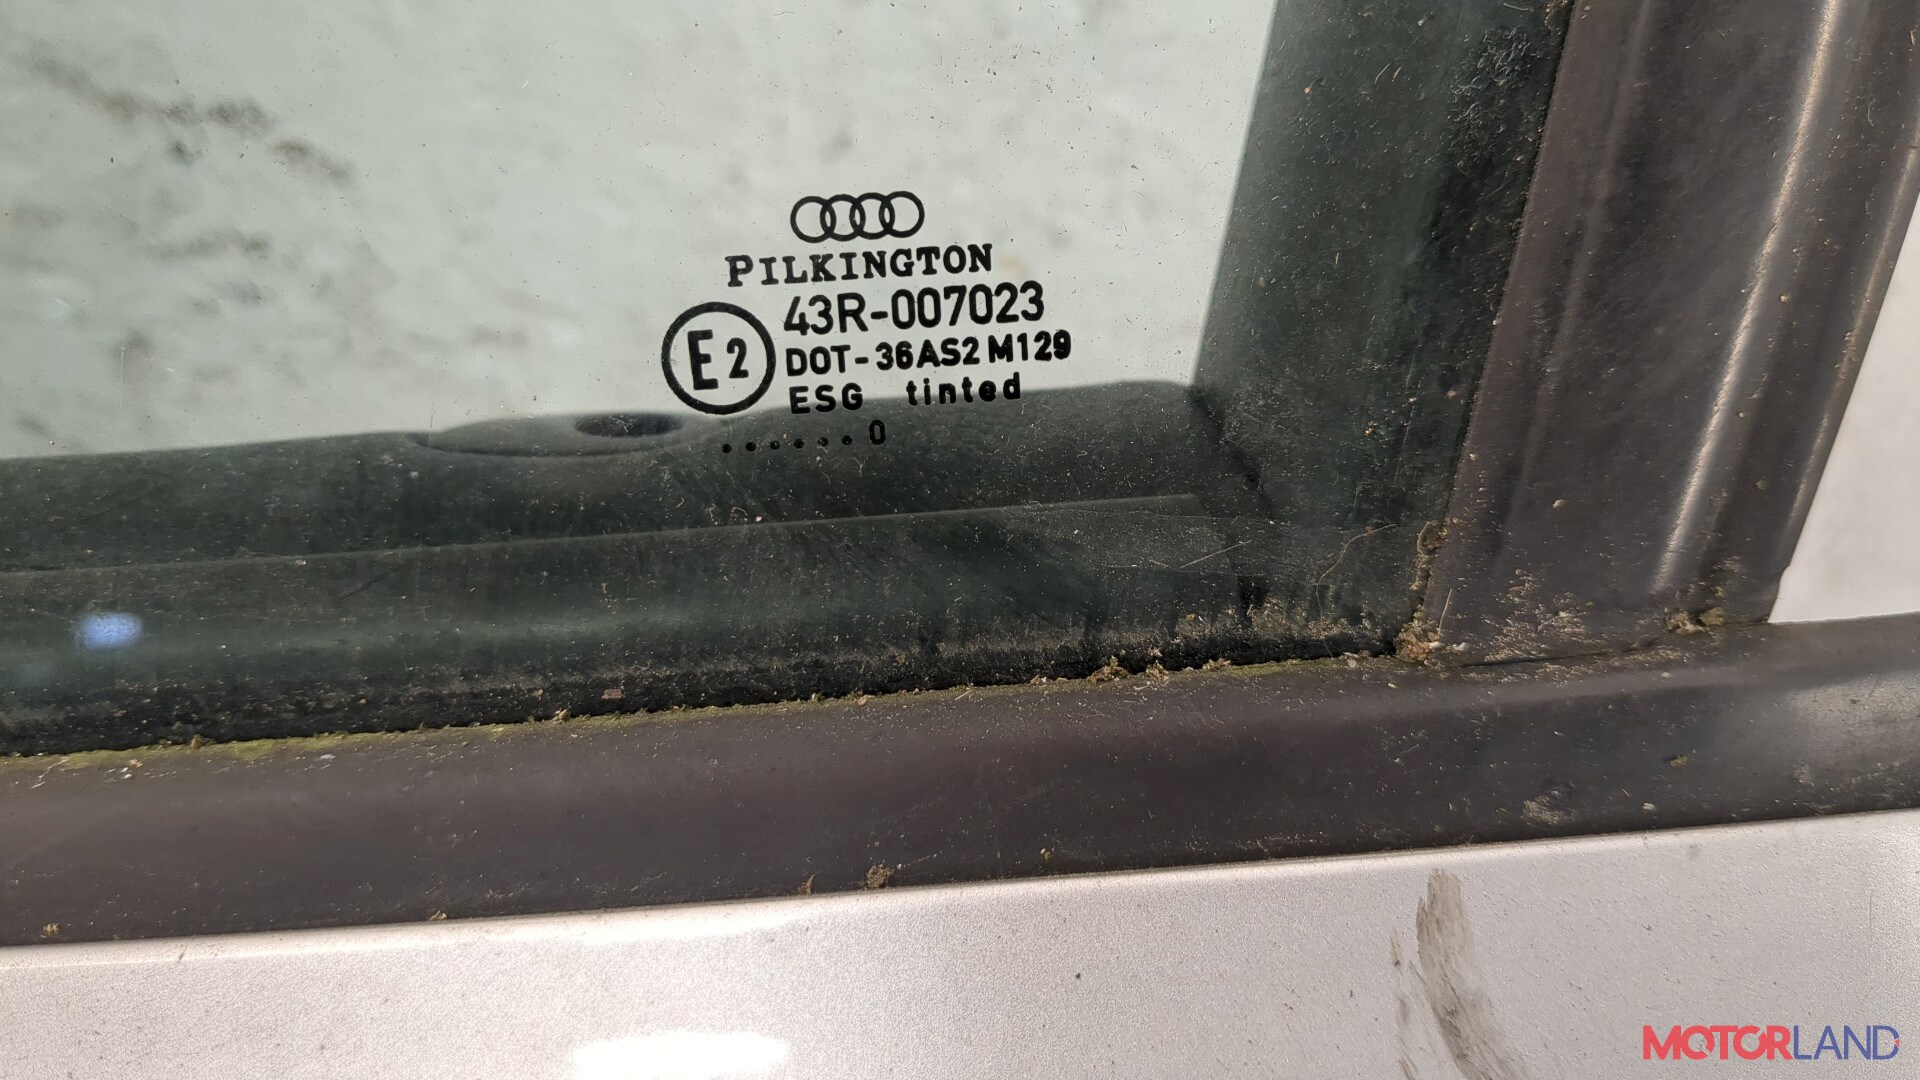 PILKINGTON
43R-007023
E2
DOT-36AS2 M129
ESG tinted
. . . . . . 0
MOTORLAND